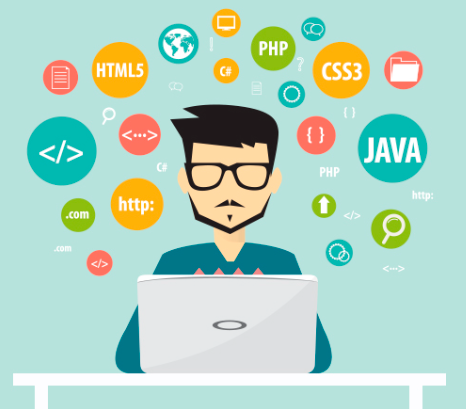 PHP
HTML5
C#
CSS3
?
</>
<···>
{ }
{ }
JAVA
C#
PHP
http:
http:
.com
</>
.com
</>
<···>